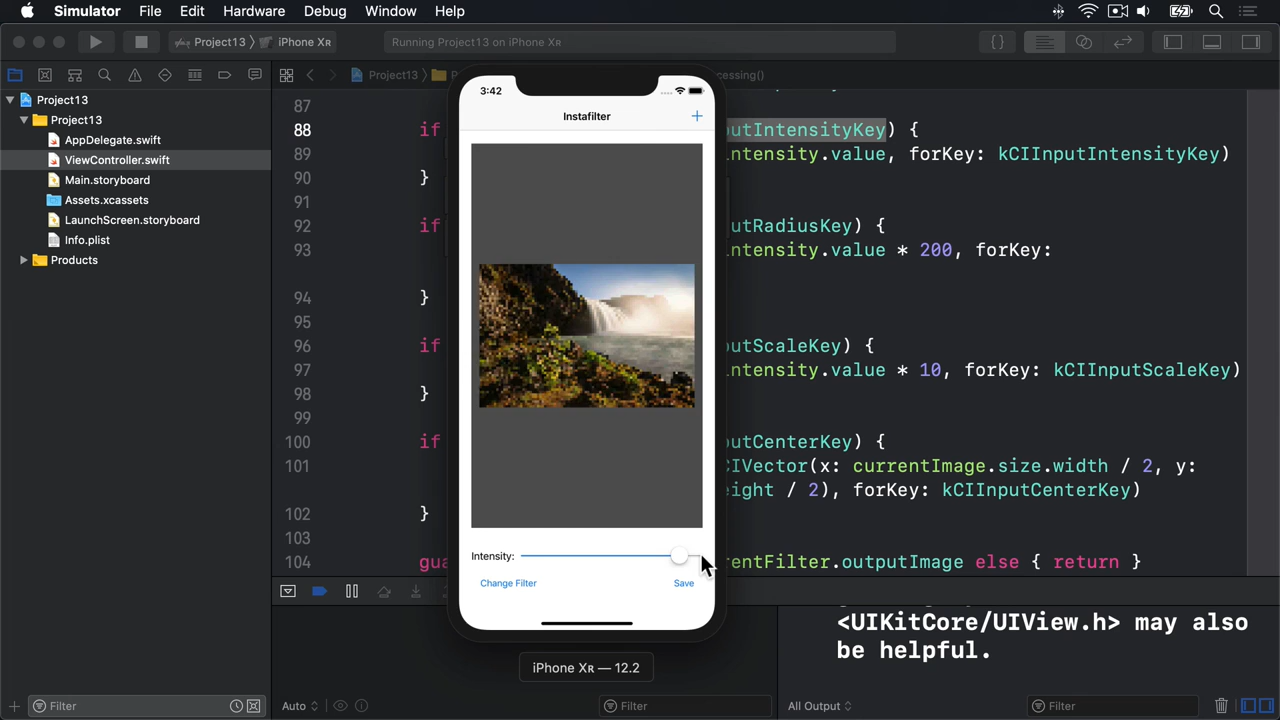 Simulator File Edit Hardware Debug Window Help
Project13 〉 iPhone Xʀ
Running Project13 on iPhone Xʀ
Project13 〉
Project13
Project13
AppDelegate.swift
ViewController.swift
Main.storyboard
Assets.xcassets
LaunchScreen.storyboard
Info.plist
Products
87
88 if utIntensityKey) {
89 ntensity.value, forKey: kCIInputIntensityKey)
90 }
91
92 if utRadiusKey) {
93 ntensity.value * 200, forKey:
94 }
95
96 if utScaleKey) {
97 ntensity.value * 10, forKey: kCIInputScaleKey)
98 }
99
100 if utCenterKey) {
101 CIVector(x: currentImage.size.width / 2, y:
eight / 2), forKey: kCIInputCenterKey)
102 }
103
104 gua rentFilter.outputImage else { return }
3:42
Instafilter +
Intensity:
Change Filter Save
iPhone Xʀ — 12.2
<UIKitCore/UIView.h> may also
be helpful.
Filter
Auto
Filter
All Output
Filter